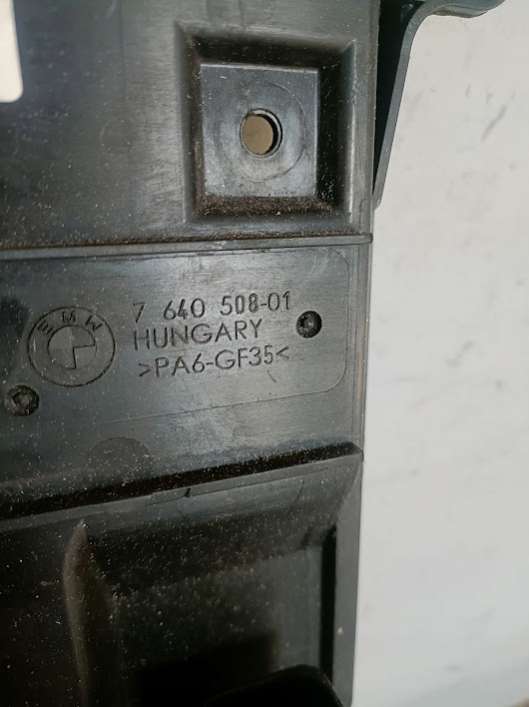 BMW
7 640 508-01
HUNGARY
>PA6-GF35<